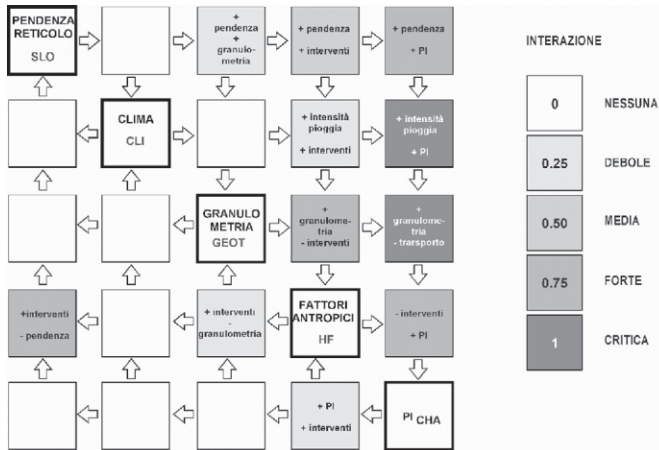 PENDENZA
RETICOLO
SLO
+
pendenza
+
granulo-
metria
+ pendenza
+ interventi
+ pendenza
+ PI
INTERAZIONE
CLIMA
CLI
+ intensità
pioggia
+ interventi
+ intensità
pioggia
+ PI
0 NESSUNA
0.25 DEBOLE
GRANULO
METRIA
GEOT
+
granulome-
tria
- interventi
+
granulome-
tria
- transporto
0.50 MEDIA
+interventi
- pendenza
+ interventi
-
granulometria
FATTORI
ANTROPICI
HF
- interventi
+ PI
0.75 FORTE
1 CRITICA
+ PI
+ interventi
PI CHA